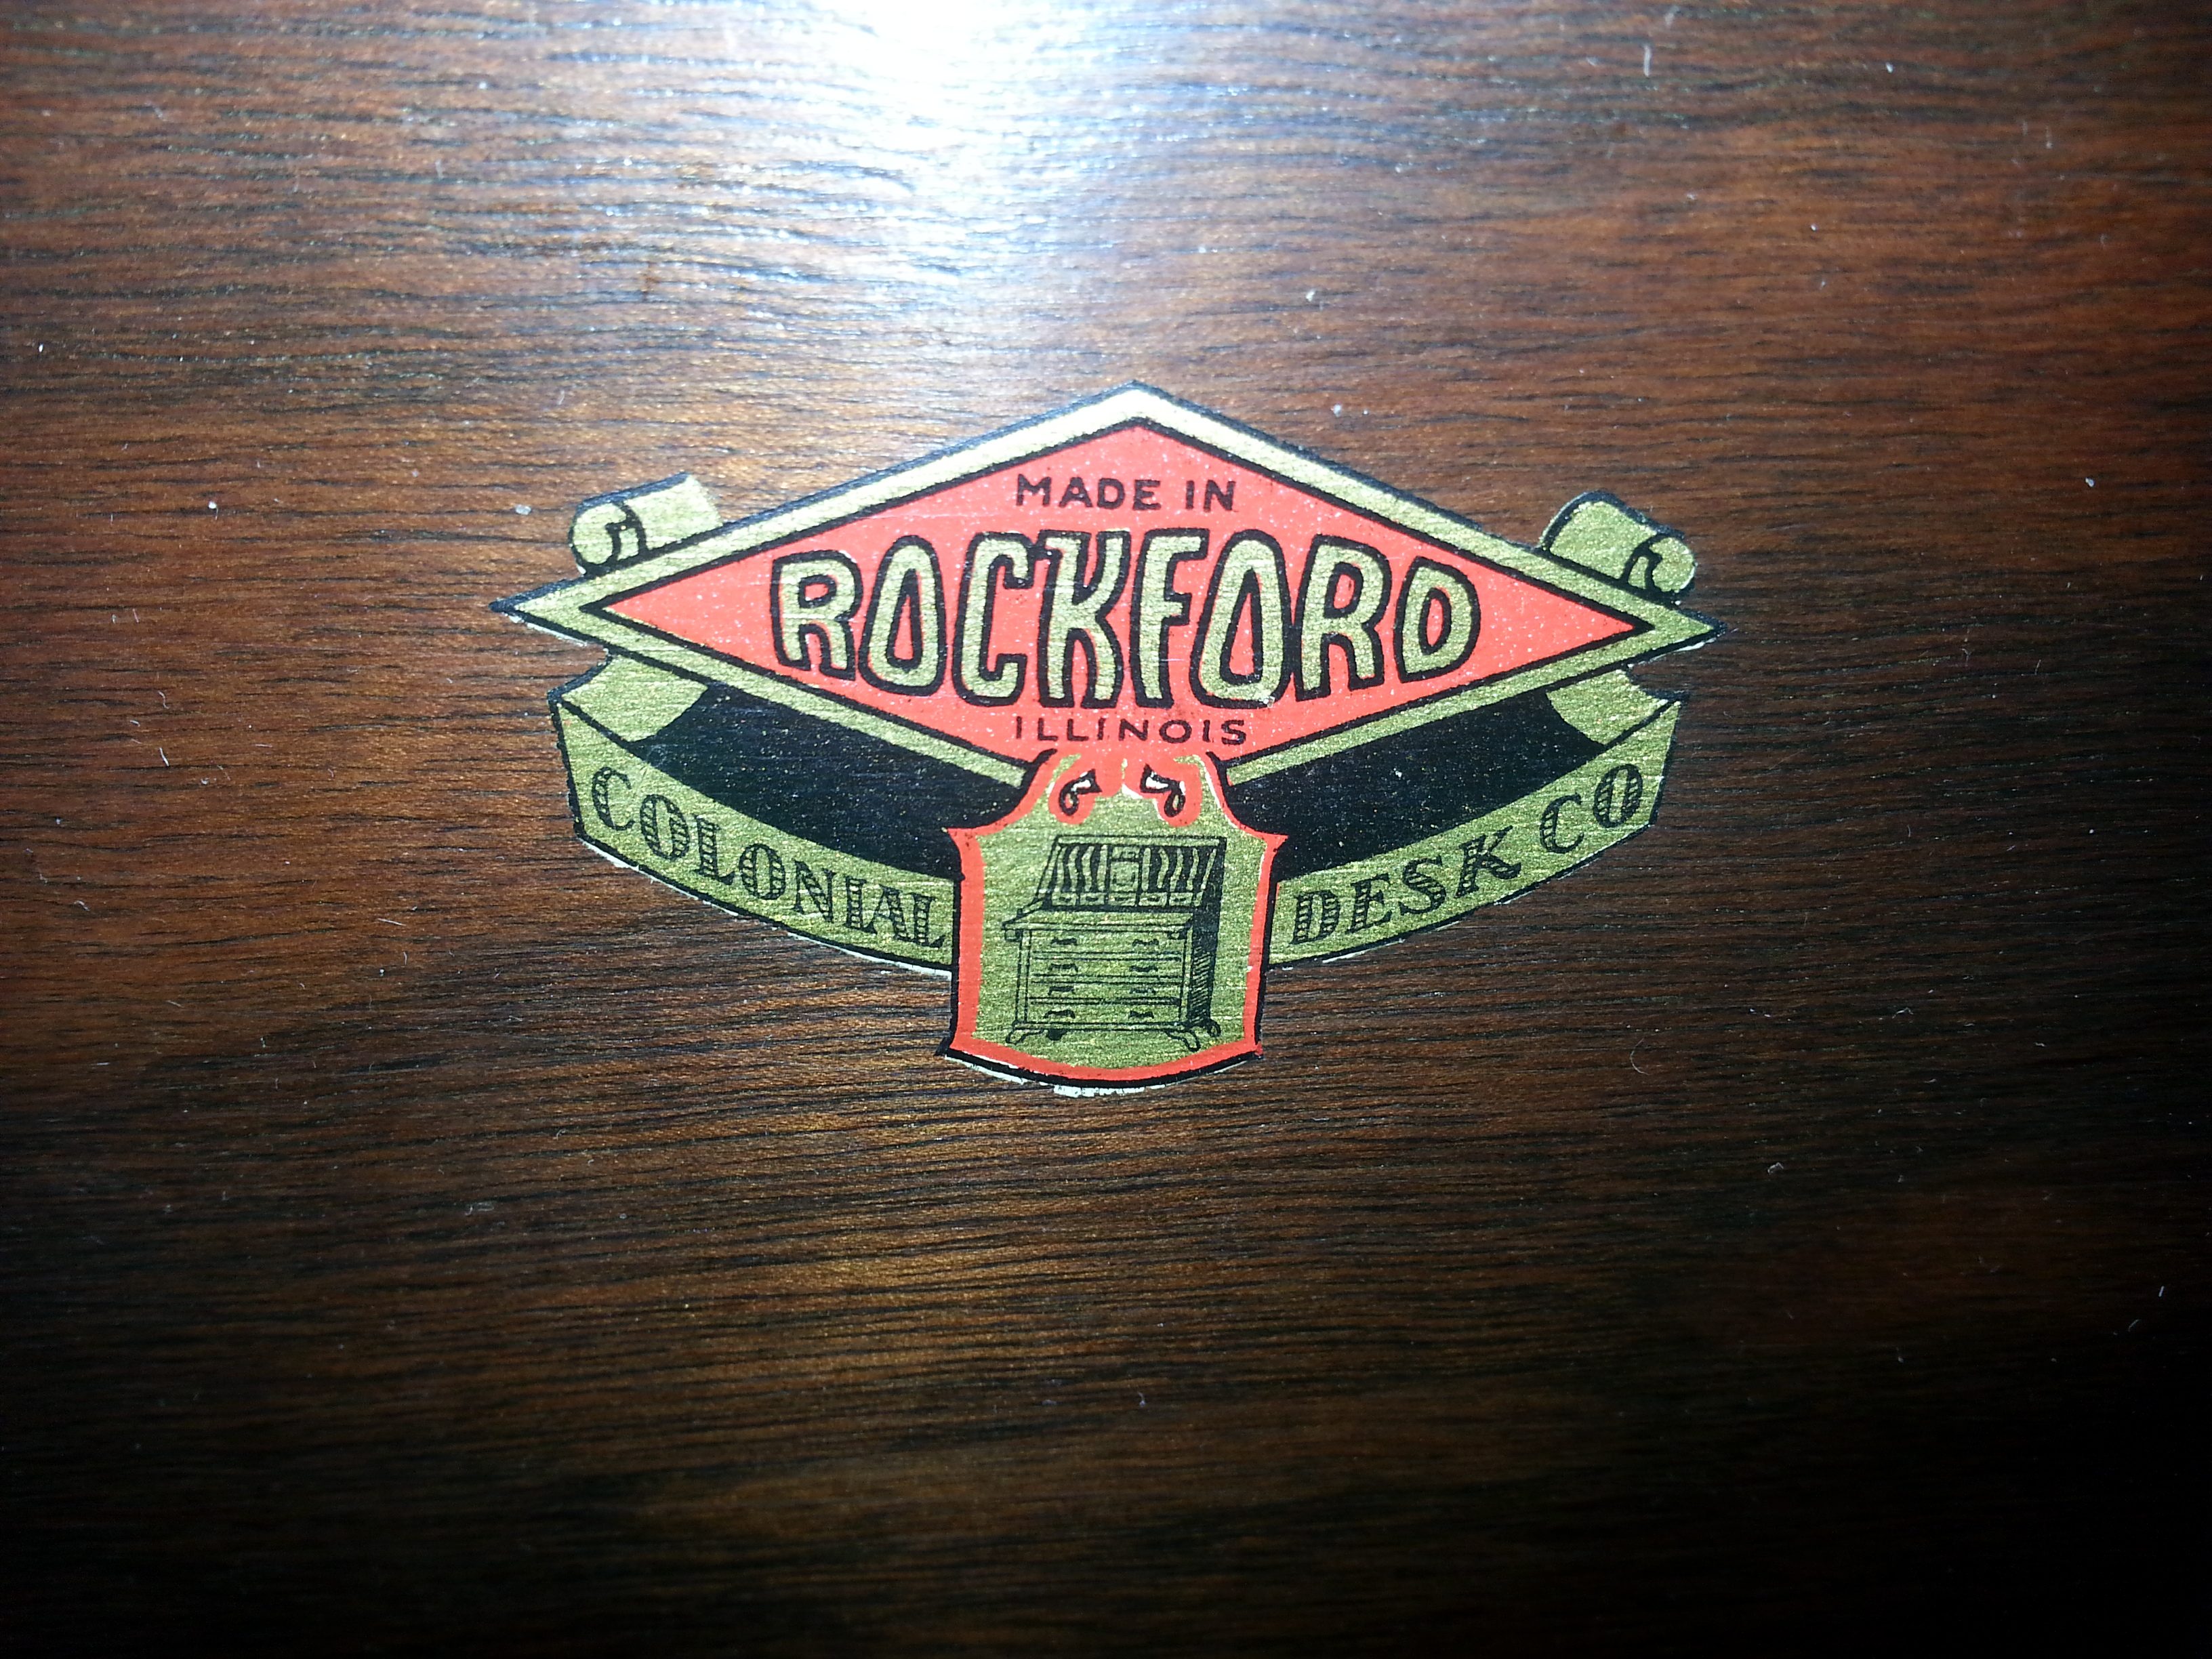 MADE IN
ROCKFORD
ILLINOIS
COLONIAL DESK CO